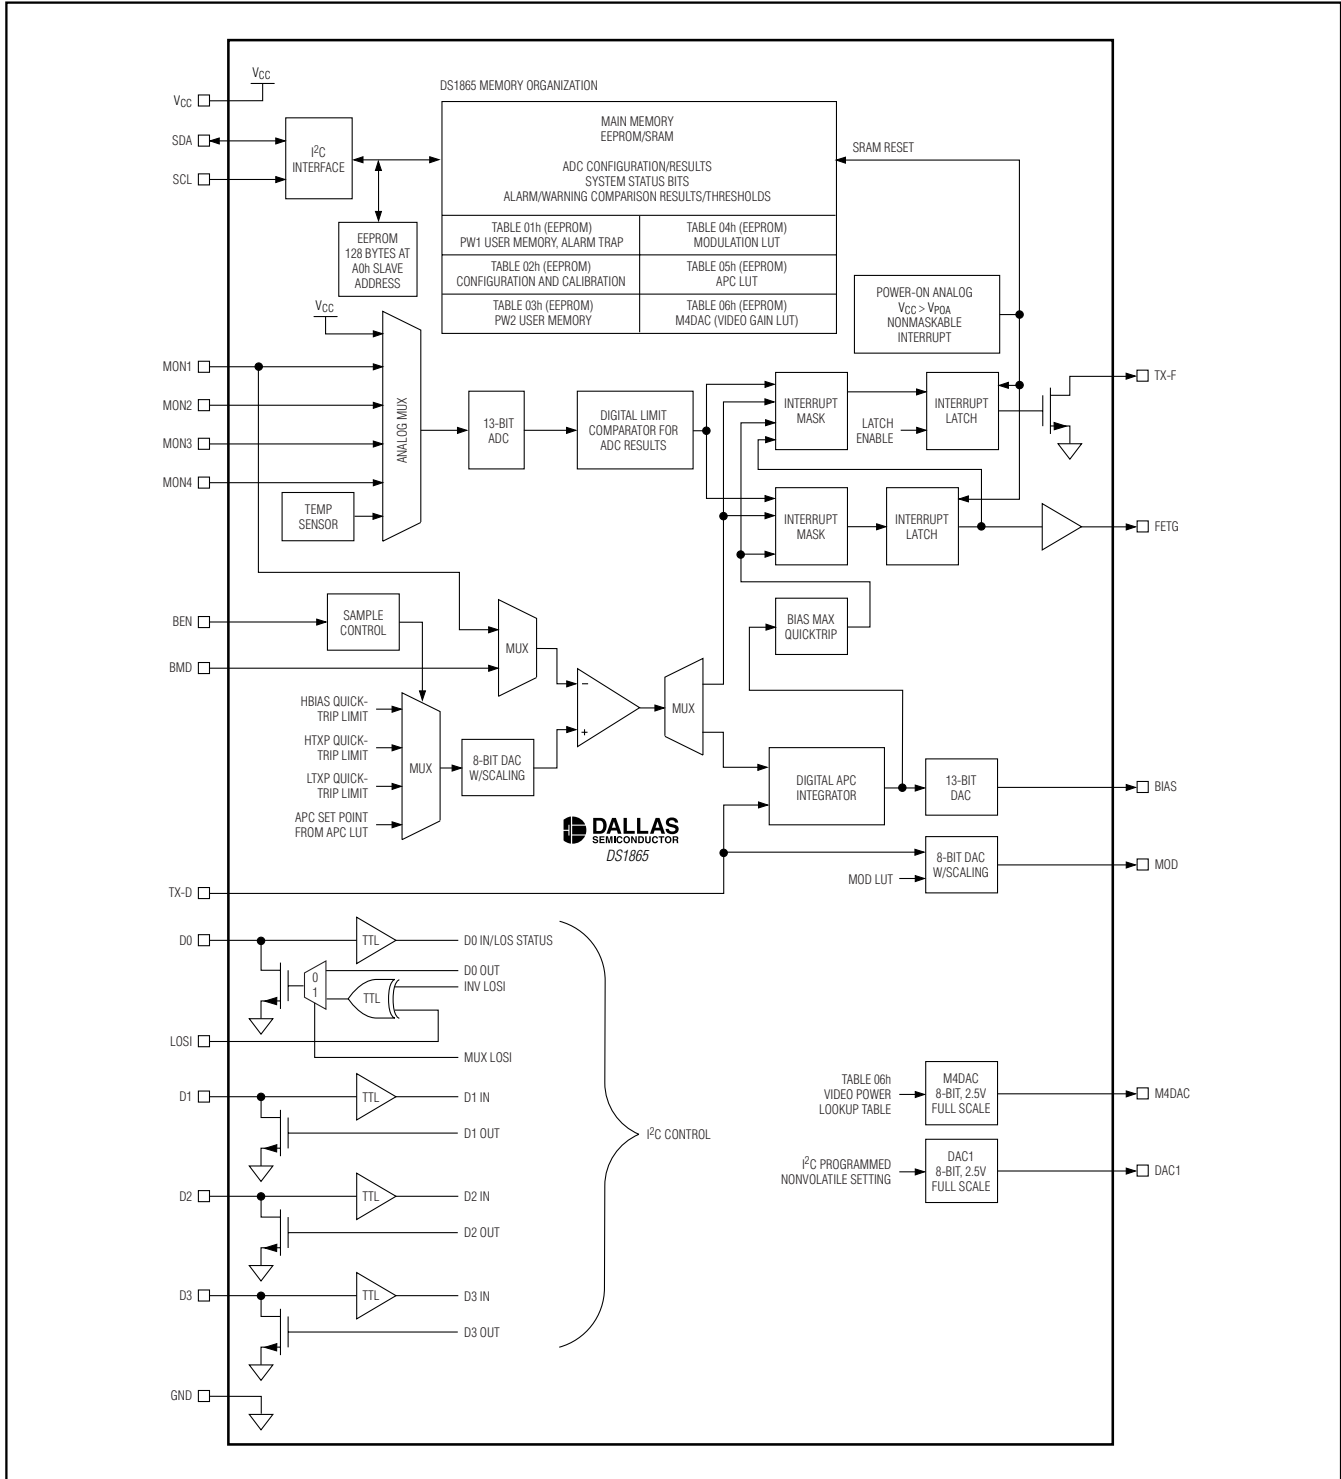 DS1865 MEMORY ORGANIZATION
VCC
VCC
SDA
SCL
I2C
INTERFACE
EEPROM
128 BYTES AT
A0h SLAVE
ADDRESS
MAIN MEMORY
EEPROM/SRAM
ADC CONFIGURATION/RESULTS
SYSTEM STATUS BITS
ALARM/WARNING COMPARISON RESULTS/THRESHOLDS
TABLE 01h (EEPROM)
PW1 USER MEMORY, ALARM TRAP
TABLE 04h (EEPROM)
MODULATION LUT
TABLE 02h (EEPROM)
CONFIGURATION AND CALIBRATION
TABLE 05h (EEPROM)
APC LUT
TABLE 03h (EEPROM)
PW2 USER MEMORY
TABLE 06h (EEPROM)
M4DAC (VIDEO GAIN LUT)
SRAM RESET
POWER-ON ANALOG
VCC > VPOA
NONMASKABLE
INTERRUPT
VCC
MON1
MON2
MON3
MON4
TEMP
SENSOR
ANALOG MUX
13-BIT
ADC
DIGITAL LIMIT
COMPARATOR FOR
ADC RESULTS
INTERRUPT
MASK
LATCH
ENABLE
INTERRUPT
LATCH
TX-F
INTERRUPT
MASK
INTERRUPT
LATCH
FETG
BEN
BMD
SAMPLE
CONTROL
MUX
BIAS MAX
QUICKTRIP
HBIAS QUICK-
TRIP LIMIT
HTXP QUICK-
TRIP LIMIT
LTXP QUICK-
TRIP LIMIT
APC SET POINT
FROM APC LUT
MUX
8-BIT DAC
W/SCALING
−
+
MUX
DIGITAL APC
INTEGRATOR
13-BIT
DAC
BIAS
DALLAS
SEMICONDUCTOR
DS1865
8-BIT DAC
W/SCALING
MOD LUT
MOD
TX-D
D0
TTL
D0 IN/LOS STATUS
0
1
TTL
D0 OUT
INV LOSI
LOSI
MUX LOSI
D1
TTL
D1 IN
D1 OUT
D2
TTL
D2 IN
D2 OUT
D3
TTL
D3 IN
D3 OUT
I2C CONTROL
GND
TABLE 06h
VIDEO POWER
LOOKUP TABLE
M4DAC
8-BIT, 2.5V
FULL SCALE
M4DAC
I2C PROGRAMMED
NONVOLATILE SETTING
DAC1
8-BIT, 2.5V
FULL SCALE
DAC1